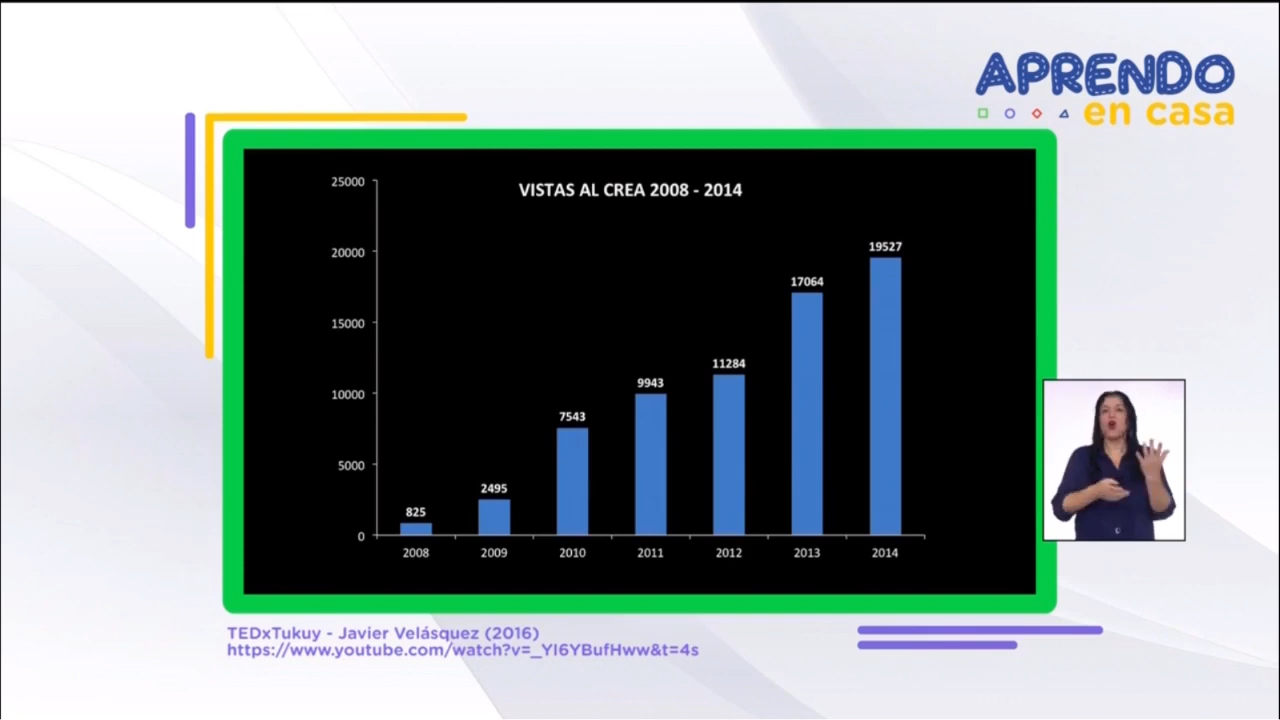 APRENDO
en casa
VISTAS AL CREA 2008 - 2014
25000
20000
15000
10000
5000
0
825
2495
7543
9943
11284
17064
19527
2008 2009 2010 2011 2012 2013 2014
TEDxTukuy - Javier Velásquez (2016)
https://www.youtube.com/watch?v=_YI6YBufHww&t=4s